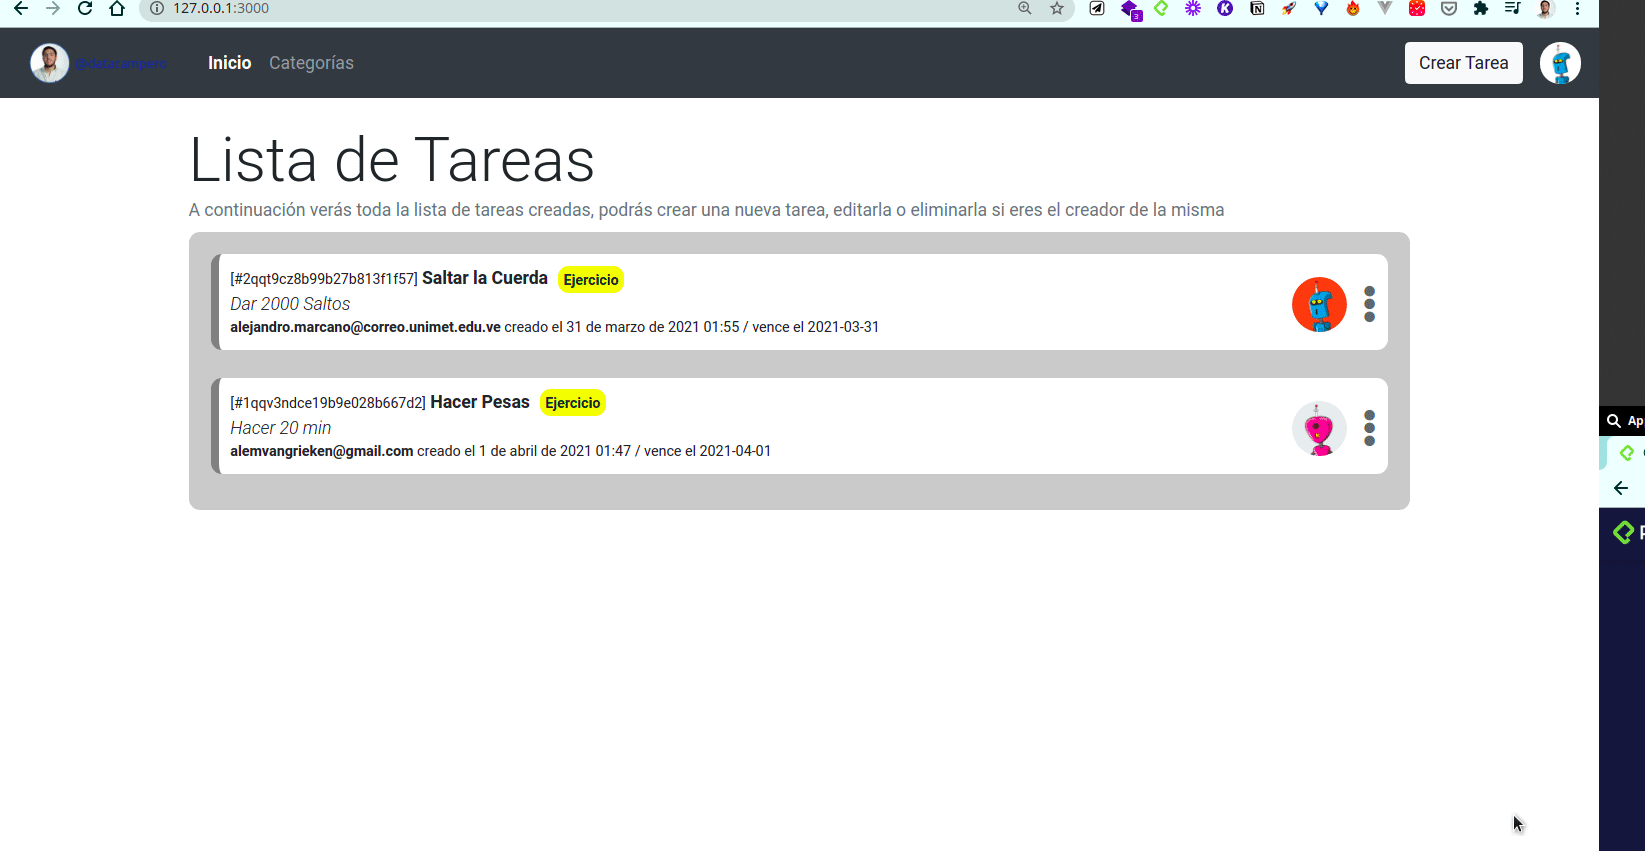 127.0.0.1:3000
3
Inicio
Categorías
Crear Tarea
Lista de Tareas
A continuación verás toda la lista de tareas creadas, podrás crear una nueva tarea, editarla o eliminarla si eres el creador de la misma
[#2qqt9cz8b99b27b813f1f57] Saltar la Cuerda Ejercicio
Dar 2000 Saltos
alejandro.marcano@correo.unimet.edu.ve creado el 31 de marzo de 2021 01:55 / vence el 2021-03-31
[#1qqv3ndce19b9e028b667d2] Hacer Pesas Ejercicio
Hacer 20 min
alemvangrieken@gmail.com creado el 1 de abril de 2021 01:47 / vence el 2021-04-01
Ap